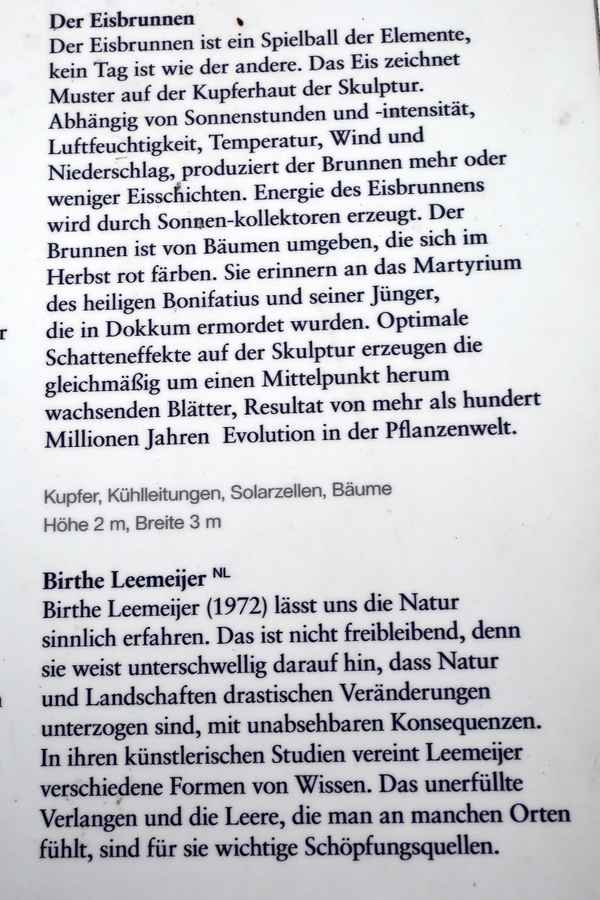 Der Eisbrunnen
Der Eisbrunnen ist ein Spielball der Elemente,
kein Tag ist wie der andere. Das Eis zeichnet
Muster auf der Kupferhaut der Skulptur.
Abhängig von Sonnenstunden und -intensität,
Luftfeuchtigkeit, Temperatur, Wind und
Niederschlag, produziert der Brunnen mehr oder
weniger Eisschichten. Energie des Eisbrunnens
wird durch Sonnen-kollektoren erzeugt. Der
Brunnen ist von Bäumen umgeben, die sich im
Herbst rot färben. Sie erinnern an das Martyrium
des heiligen Bonifatius und seiner Jünger,
die in Dokkum ermordet wurden. Optimale
Schatteneffekte auf der Skulptur erzeugen die
gleichmäßig um einen Mittelpunkt herum
wachsenden Blätter, Resultat von mehr als hundert
Millionen Jahren Evolution in der Pflanzenwelt.
Kupfer, Kühlleitungen, Solarzellen, Bäume
Höhe 2 m, Breite 3 m
Birthe Leemeijer NL
Birthe Leemeijer (1972) lässt uns die Natur
sinnlich erfahren. Das ist nicht freibleibend, denn
sie weist unterschwellig darauf hin, dass Natur
und Landschaften drastischen Veränderungen
unterzogen sind, mit unabsehbaren Konsequenzen.
In ihren künstlerischen Studien vereint Leemeijer
verschiedene Formen von Wissen. Das unerfüllte
Verlangen und die Leere, die man an manchen Orten
fühlt, sind für sie wichtige Schöpfungsquellen.